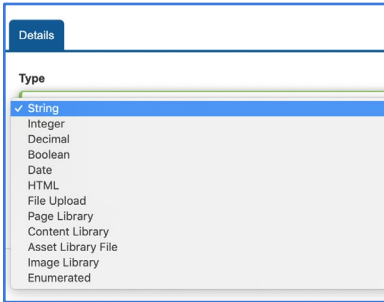 Details
Type
✓ String
Integer
Decimal
Boolean
Date
HTML
File Upload
Page Library
Content Library
Asset Library File
Image Library
Enumerated